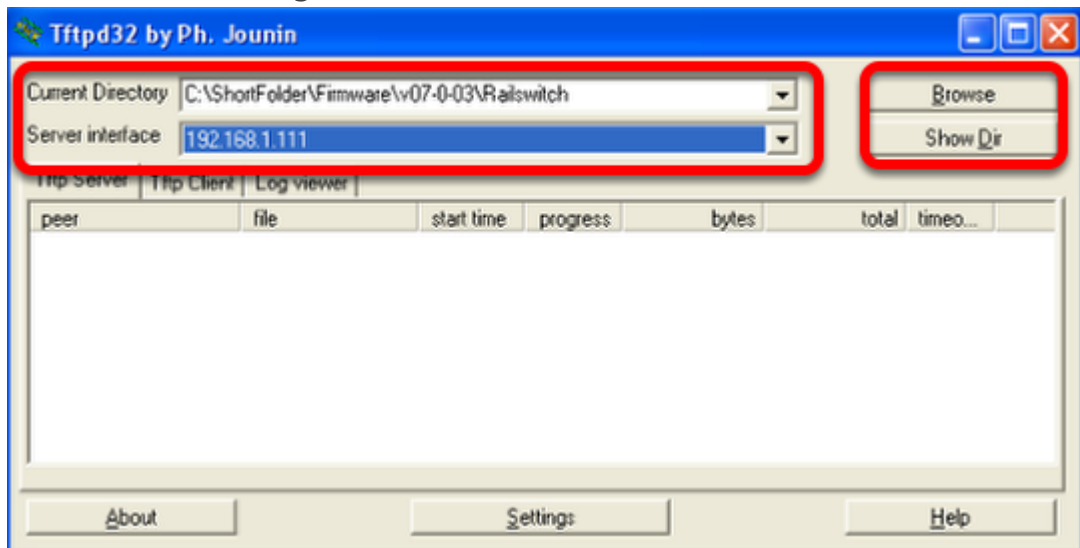 Tftpd32 by Ph. Jounin
Current Directory C:\ShortFolder\Firmware\v07-0-03\Railswitch Browse
Server interface 192.168.1.111 Show Dir
Tftp Server Tftp Client Log viewer
peer file start time progress bytes total timeo...
About Settings Help